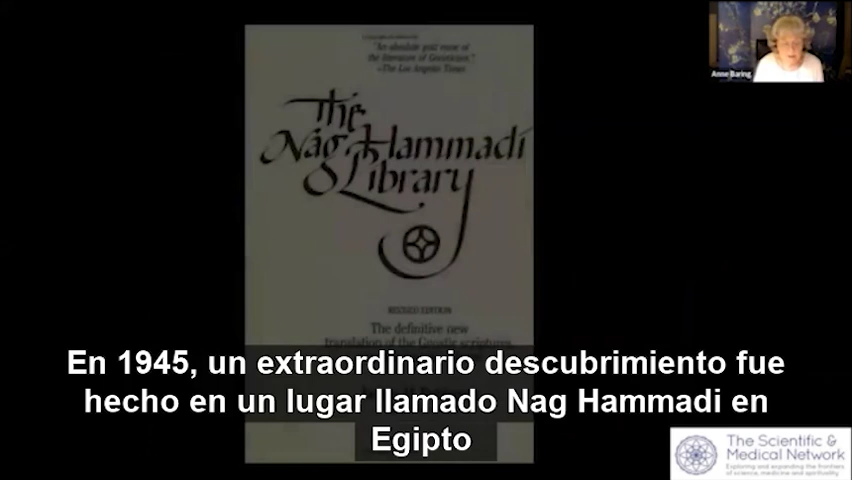 "An absolute gold mine of
the literature of Gnosticism."
—The Los Angeles Times
Anne Baring
The
Nag Hammadi
Library
REVISED EDITION
The definitive new
translation of the Gnostic scriptures
En 1945, un extraordinario descubrimiento fue
hecho en un lugar llamado Nag Hammadi en
Egipto
The Scientific &
Medical Network
Exploring and expanding the frontiers
of science, medicine and spirituality